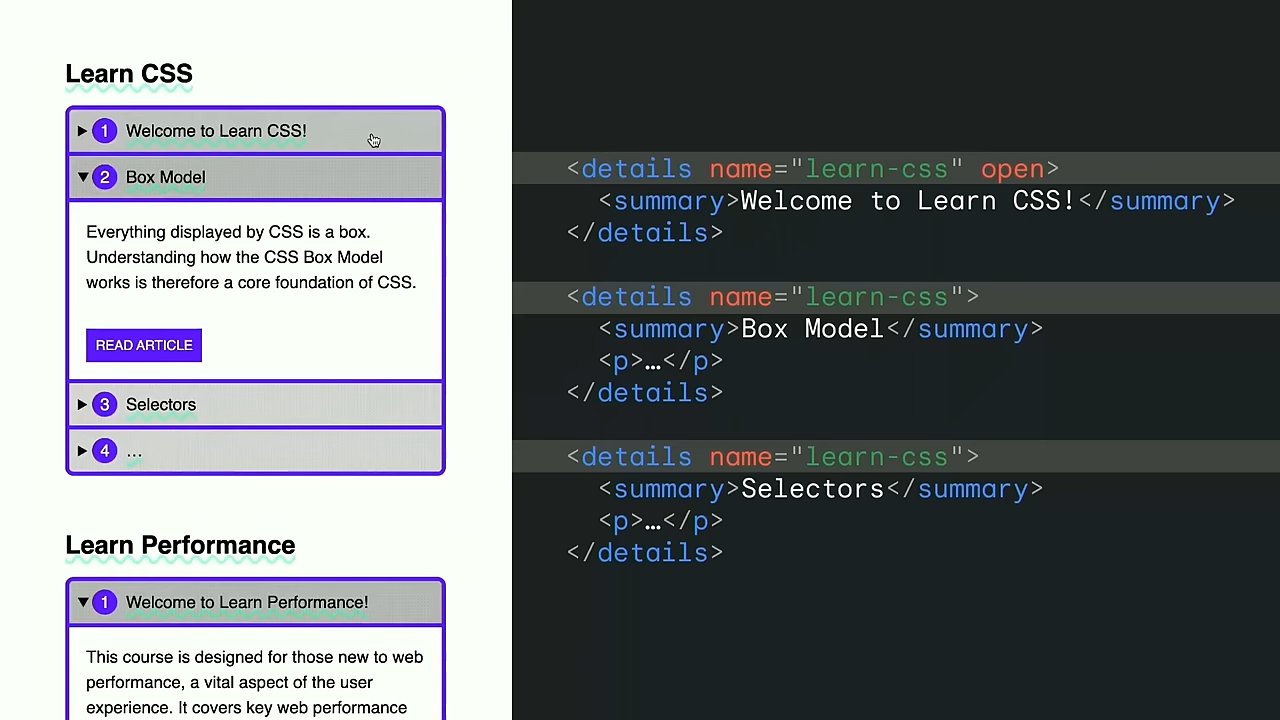 Learn CSS
1 Welcome to Learn CSS!
2 Box Model
Everything displayed by CSS is a box.
Understanding how the CSS Box Model
works is therefore a core foundation of CSS.
READ ARTICLE
3 Selectors
4 ...
Learn Performance
1 Welcome to Learn Performance!
This course is designed for those new to web
performance, a vital aspect of the user
experience. It covers key web performance
<details name="learn-css" open>
<summary>Welcome to Learn CSS!</summary>
</details>
<details name="learn-css">
<summary>Box Model</summary>
<p>…</p>
</details>
<details name="learn-css">
<summary>Selectors</summary>
<p>…</p>
</details>